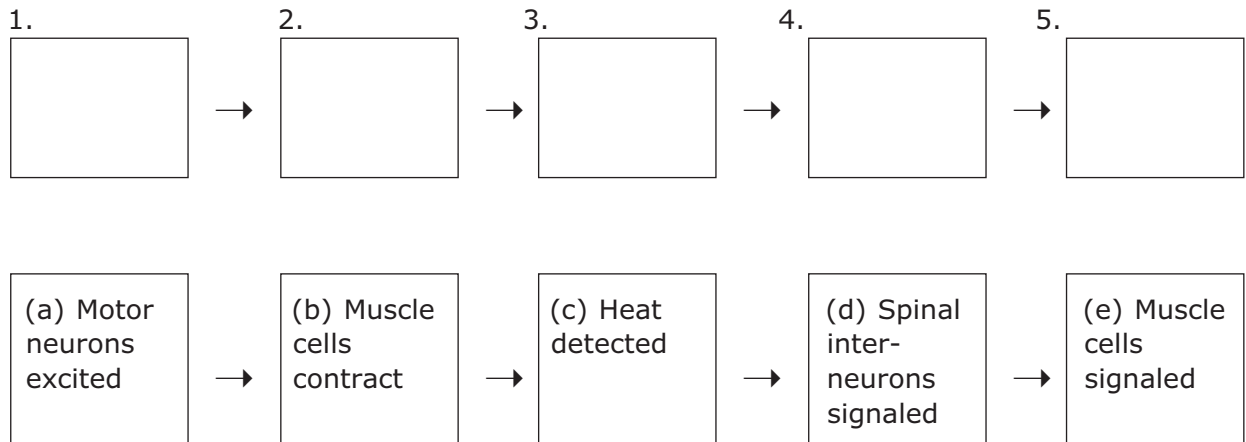 1. 2. 3. 4. 5.
(a) Motor
neurons
excited
(b) Muscle
cells
contract
(c) Heat
detected
(d) Spinal
inter-
neurons
signaled
(e) Muscle
cells
signaled